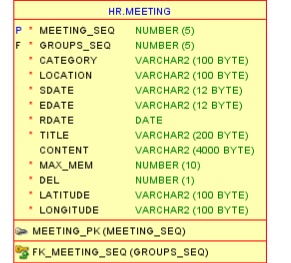 HR.MEETING
P * MEETING_SEQ NUMBER (5)
F * GROUPS_SEQ NUMBER (5)
* CATEGORY VARCHAR2 (100 BYTE)
* LOCATION VARCHAR2 (100 BYTE)
* SDATE VARCHAR2 (12 BYTE)
* EDATE VARCHAR2 (12 BYTE)
* RDATE DATE
* TITLE VARCHAR2 (200 BYTE)
CONTENT VARCHAR2 (4000 BYTE)
* MAX_MEM NUMBER (10)
* DEL NUMBER (1)
* LATITUDE VARCHAR2 (100 BYTE)
* LONGITUDE VARCHAR2 (100 BYTE)
MEETING_PK (MEETING_SEQ)
FK_MEETING_SEQ (GROUPS_SEQ)